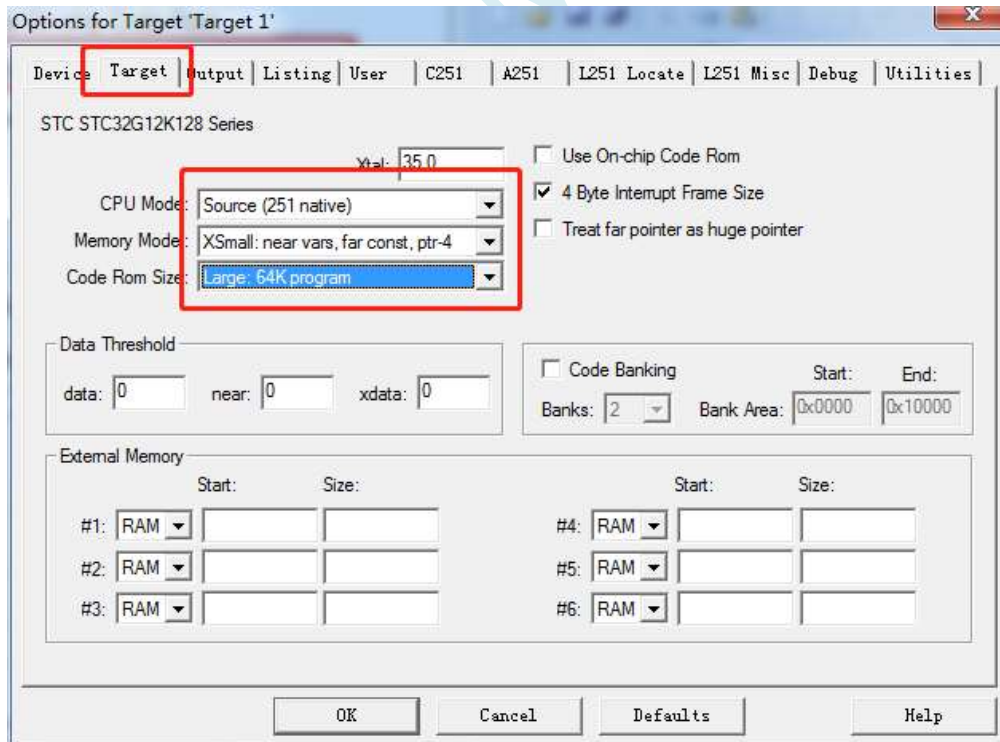 Options for Target 'Target 1'
Device Target Output Listing User C251 A251 L251 Locate L251 Misc Debug Utilities
STC STC32G12K128 Series
Xtal: 35.0
Use On-chip Code Rom
CPU Mode: Source (251 native)
4 Byte Interrupt Frame Size
Memory Model: XSmall: near vars, far const, ptr-4
Treat far pointer as huge pointer
Code Rom Size: Large: 64K program
Data Threshold
data: 0 near: 0 xdata: 0
Code Banking Start: End:
Banks: 2 Bank Area: 0x0000 0x10000
External Memory
Start: Size: Start: Size:
#1: RAM #4: RAM
#2: RAM #5: RAM
#3: RAM #6: RAM
OK Cancel Defaults Help